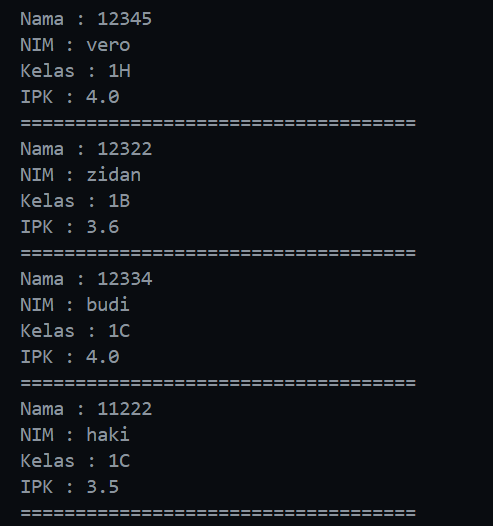 Nama : 12345
NIM : vero
Kelas : 1H
IPK : 4.0
====================================
Nama : 12322
NIM : zidan
Kelas : 1B
IPK : 3.6
====================================
Nama : 12334
NIM : budi
Kelas : 1C
IPK : 4.0
====================================
Nama : 11222
NIM : haki
Kelas : 1C
IPK : 3.5
====================================